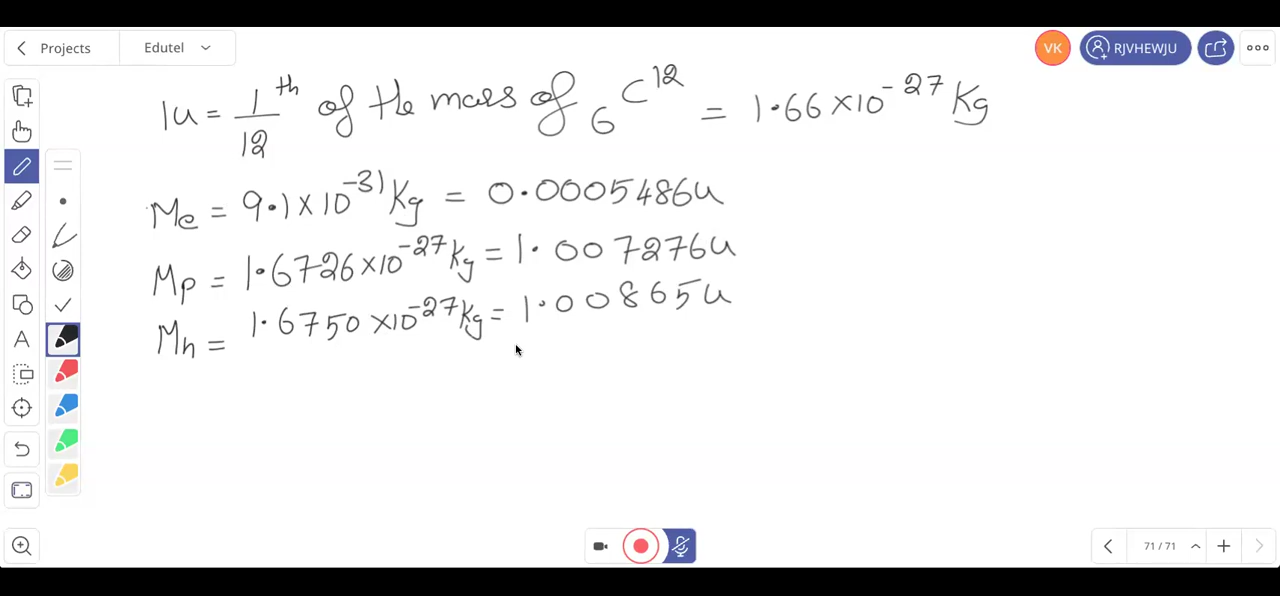 Projects
Edutel
VK
RJVHEWJU
1u = 1/12 th of the mass of ₆C¹² = 1.66 × 10⁻²⁷ Kg
Me = 9.1 × 10⁻³¹ Kg = 0.0005486u
Mp = 1.6726 × 10⁻²⁷ Kg = 1.007276u
Mn = 1.6750 × 10⁻²⁷ Kg = 1.00865u
A
71 / 71